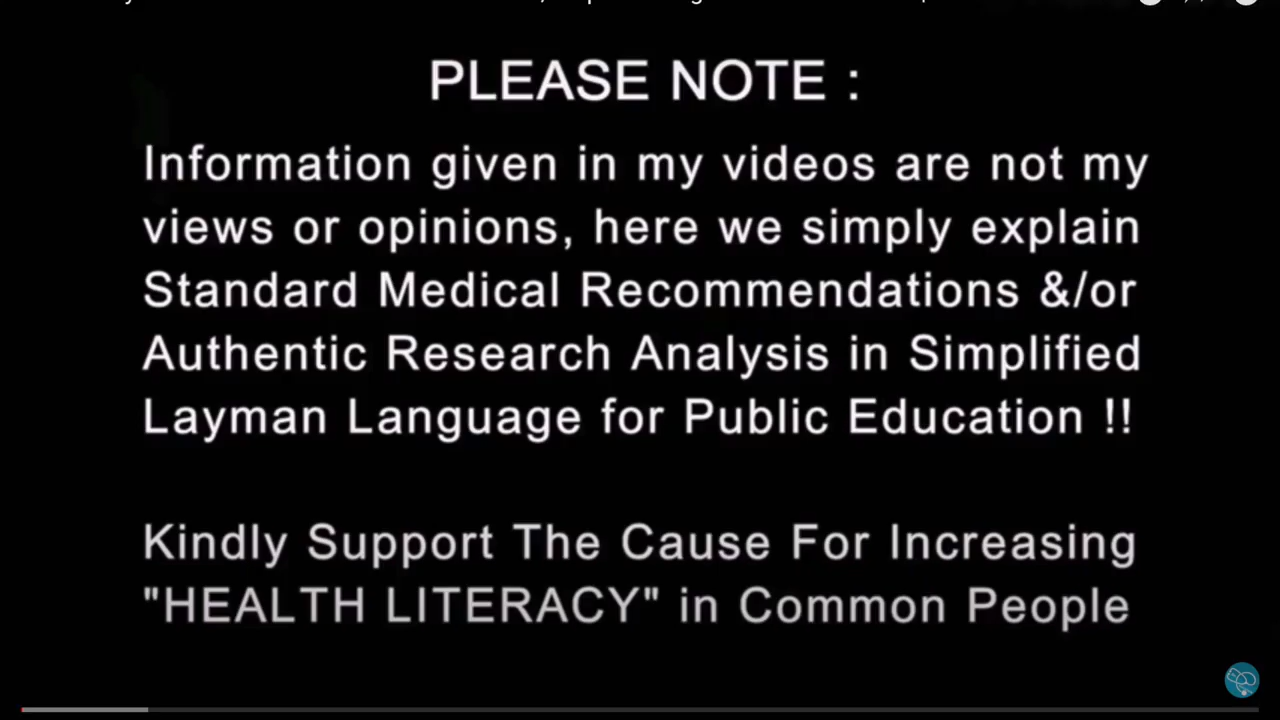 PLEASE NOTE :
Information given in my videos are not my
views or opinions, here we simply explain
Standard Medical Recommendations &/or
Authentic Research Analysis in Simplified
Layman Language for Public Education !!
Kindly Support The Cause For Increasing
"HEALTH LITERACY" in Common People